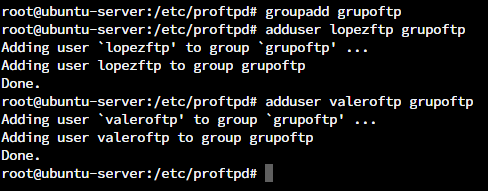 root@ubuntu-server:/etc/proftpd# groupadd grupoftp
root@ubuntu-server:/etc/proftpd# adduser lopezftp grupoftp
Adding user `lopezftp' to group `grupoftp' ...
Adding user lopezftp to group grupoftp
Done.
root@ubuntu-server:/etc/proftpd# adduser valeroftp grupoftp
Adding user `valeroftp' to group `grupoftp' ...
Adding user valeroftp to group grupoftp
Done.
root@ubuntu-server:/etc/proftpd#